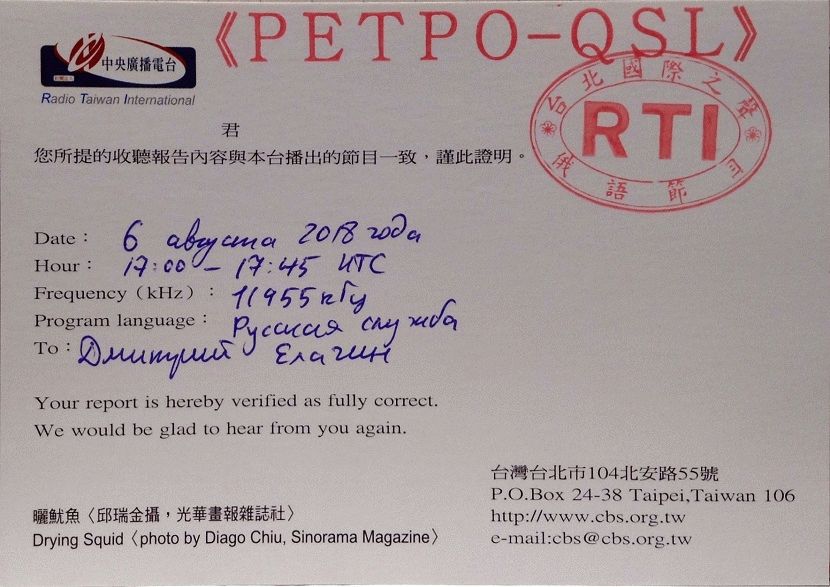 《РЕТРО-QSL》
中央廣播電台
Radio Taiwan International
台北國際之聲
RTI
俄語節目
君
您所提的收聽報告內容與本台播出的節目一致，謹此證明。
Date： 6 августа 2018 года
Hour： 17:00 – 17:45 UTC
Frequency（kHz）： 11955 кГц
Program language： Русская служба
To： Дмитрий Елагин
Your report is hereby verified as fully correct.
We would be glad to hear from you again.
台灣台北市104北安路55號
P.O.Box 24-38 Taipei,Taiwan 106
http://www.cbs.org.tw
e-mail:cbs@cbs.org.tw
曬魷魚〈邱瑞金攝，光華畫報雜誌社〉
Drying Squid〈photo by Diago Chiu, Sinorama Magazine〉